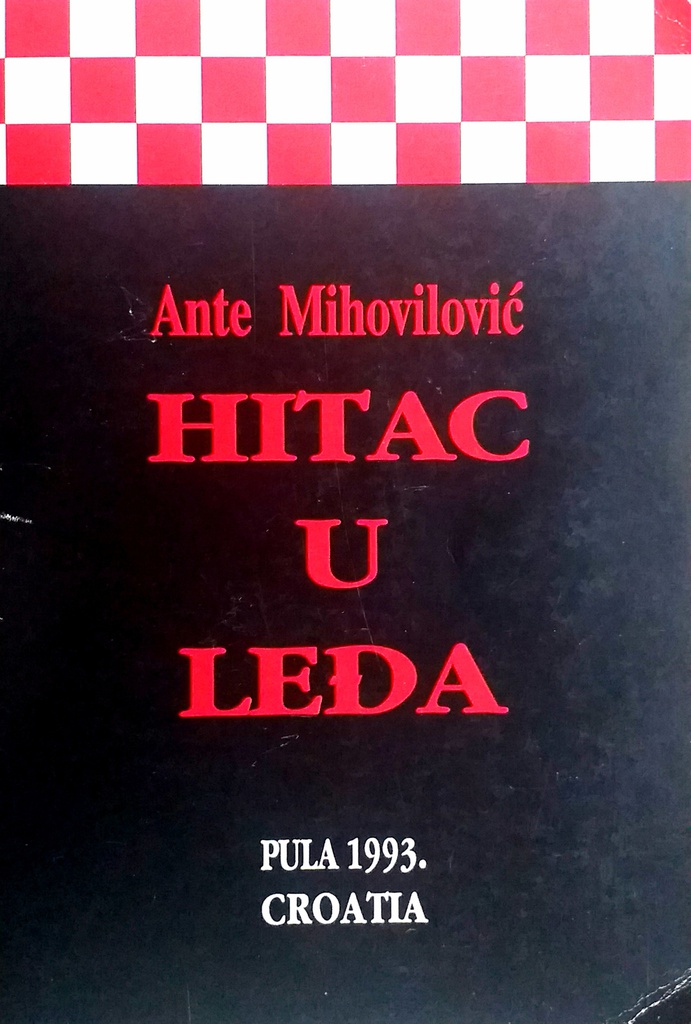 Ante Mihovilović
HITAC
U
LEĐA
PULA 1993.
CROATIA